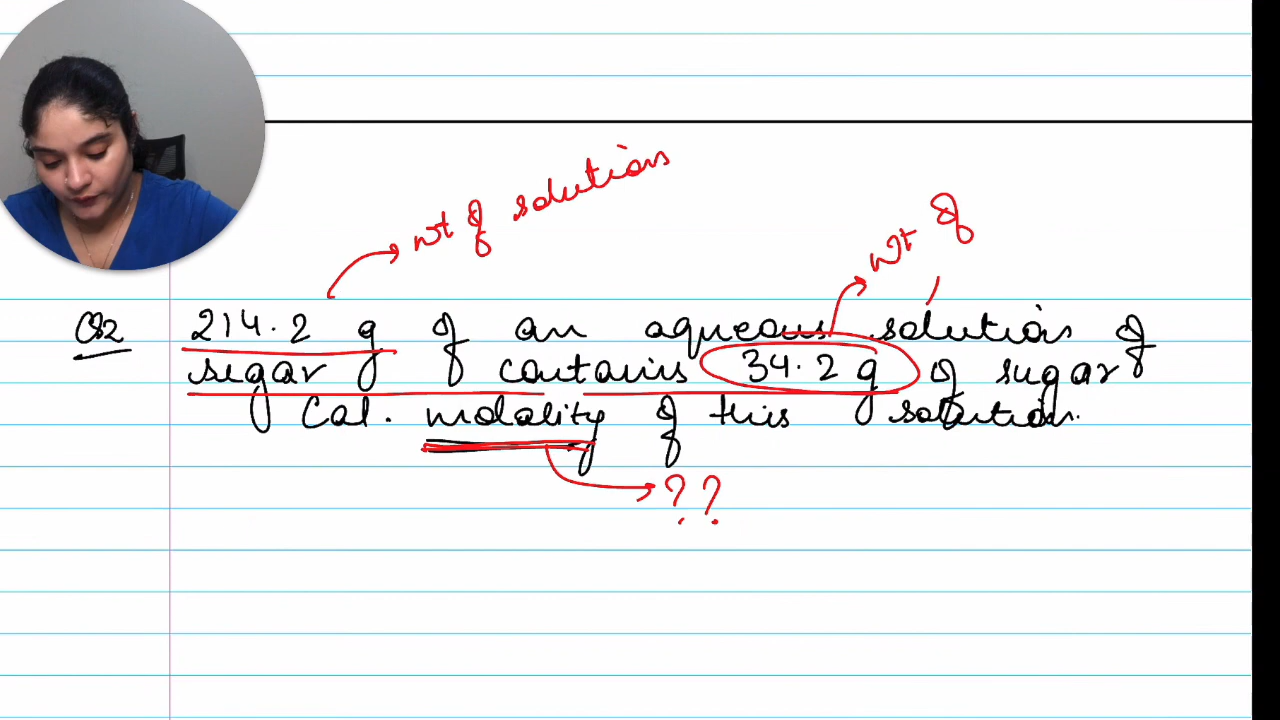 wt of solution
wt of
Q2 214.2 g of an aqueous solution of
sugar of contains 34.2 g of sugar
Cal. molality of this solution.
??